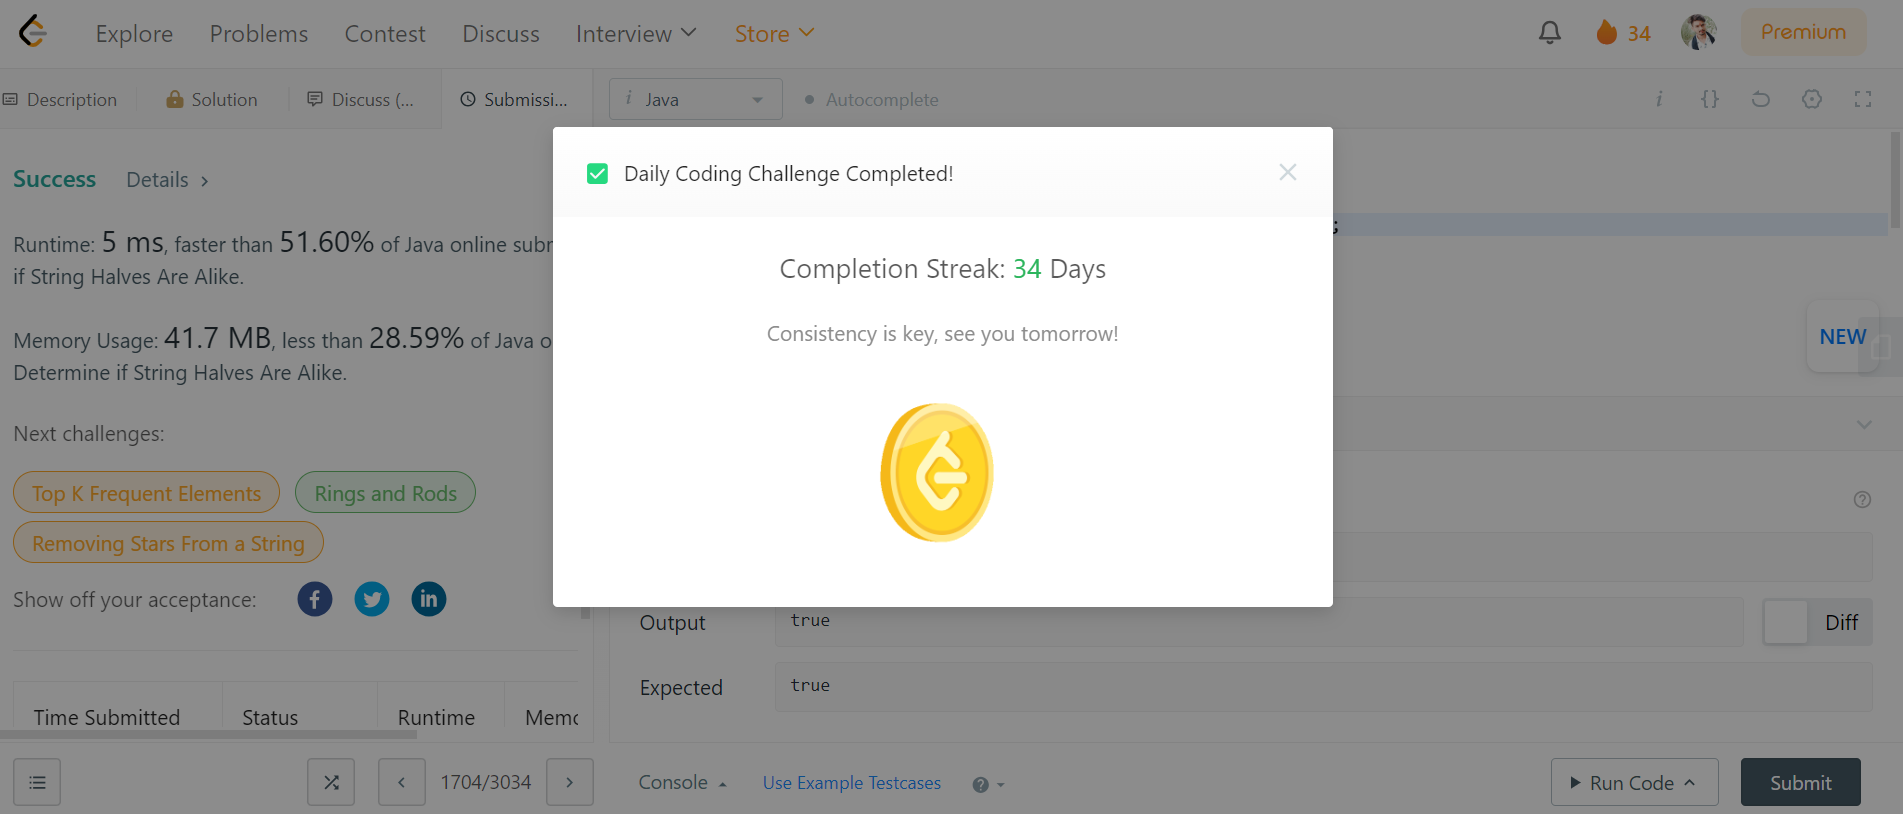 Explore Problems Contest Discuss Interview Store 34 Premium
Description Solution Discuss (... Submissi... i Java Autocomplete i {}
Daily Coding Challenge Completed!
Completion Streak: 34 Days
Consistency is key, see you tomorrow!
Success Details >
Runtime: 5 ms, faster than 51.60% of Java online subr
if String Halves Are Alike.
Memory Usage: 41.7 MB, less than 28.59% of Java o
Determine if String Halves Are Alike.
Next challenges:
Top K Frequent Elements Rings and Rods
Removing Stars From a String
Show off your acceptance: f in
Time Submitted Status Runtime Memo
;
NEW
?
Output true Diff
Expected true
< 1704/3034 > Console Use Example Testcases ? Run Code Submit